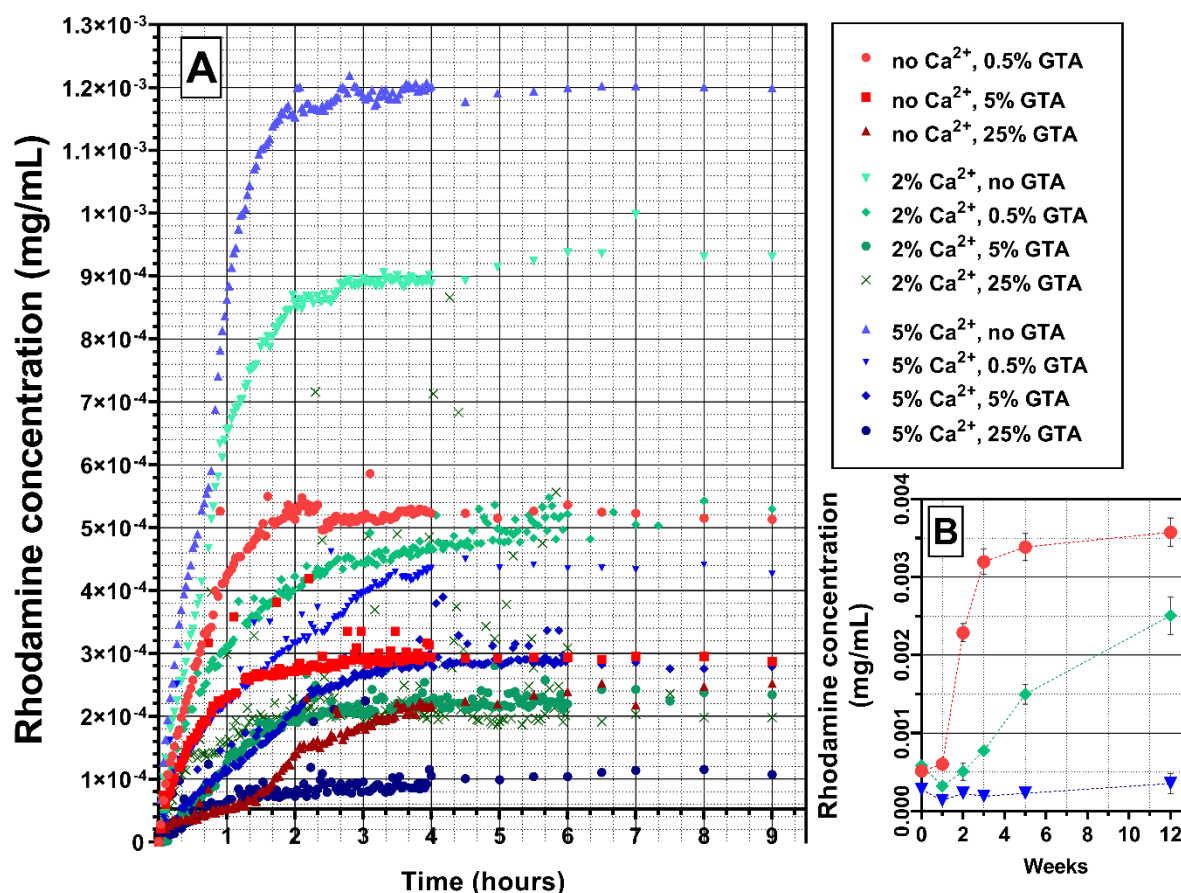 A
Rhodamine concentration (mg/mL)
1.3×10⁻³
1.2×10⁻³
1.1×10⁻³
1×10⁻³
9×10⁻⁴
8×10⁻⁴
7×10⁻⁴
6×10⁻⁴
5×10⁻⁴
4×10⁻⁴
3×10⁻⁴
2×10⁻⁴
1×10⁻⁴
0
0 1 2 3 4 5 6 7 8 9
Time (hours)
no Ca²⁺, 0.5% GTA
no Ca²⁺, 5% GTA
no Ca²⁺, 25% GTA
2% Ca²⁺, no GTA
2% Ca²⁺, 0.5% GTA
2% Ca²⁺, 5% GTA
2% Ca²⁺, 25% GTA
5% Ca²⁺, no GTA
5% Ca²⁺, 0.5% GTA
5% Ca²⁺, 5% GTA
5% Ca²⁺, 25% GTA
B
Rhodamine concentration
(mg/mL)
0.004
0.003
0.002
0.001
0.000
0 2 4 6 8 10 12
Weeks